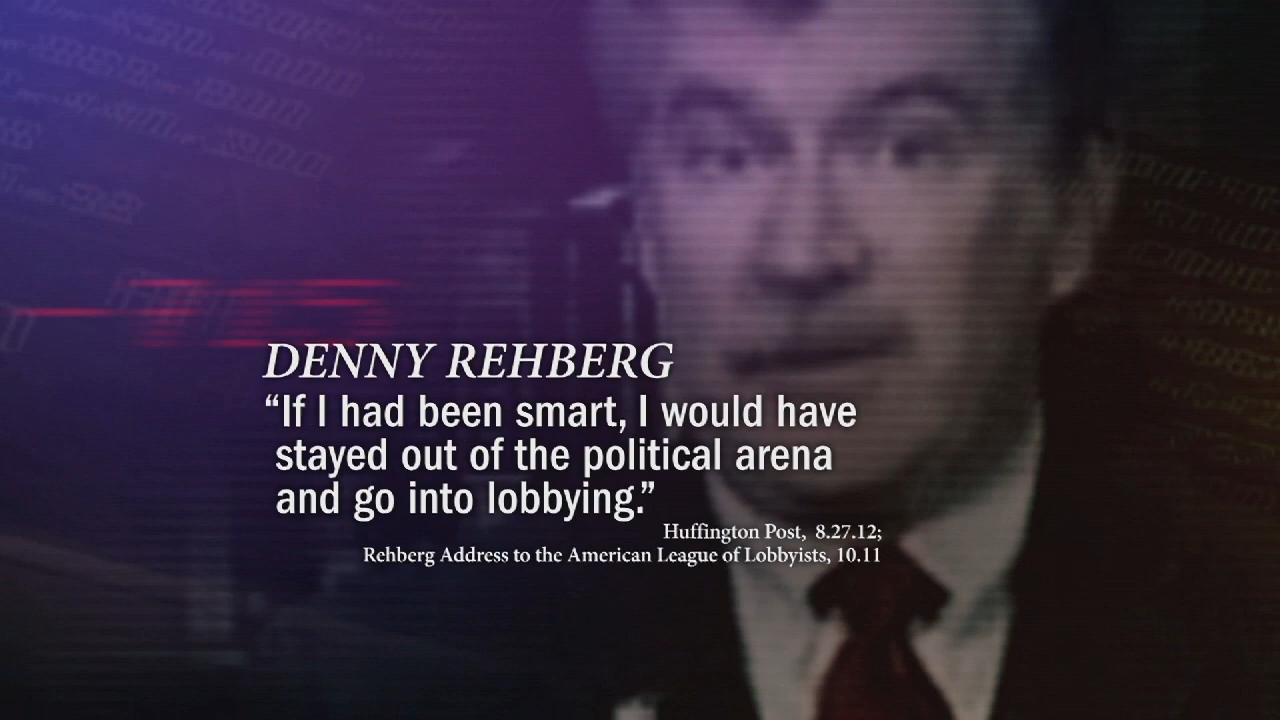 DENNY REHBERG
“If I had been smart, I would have
stayed out of the political arena
and go into lobbying.”
Huffington Post, 8.27.12;
Rehberg Address to the American League of Lobbyists, 10.11